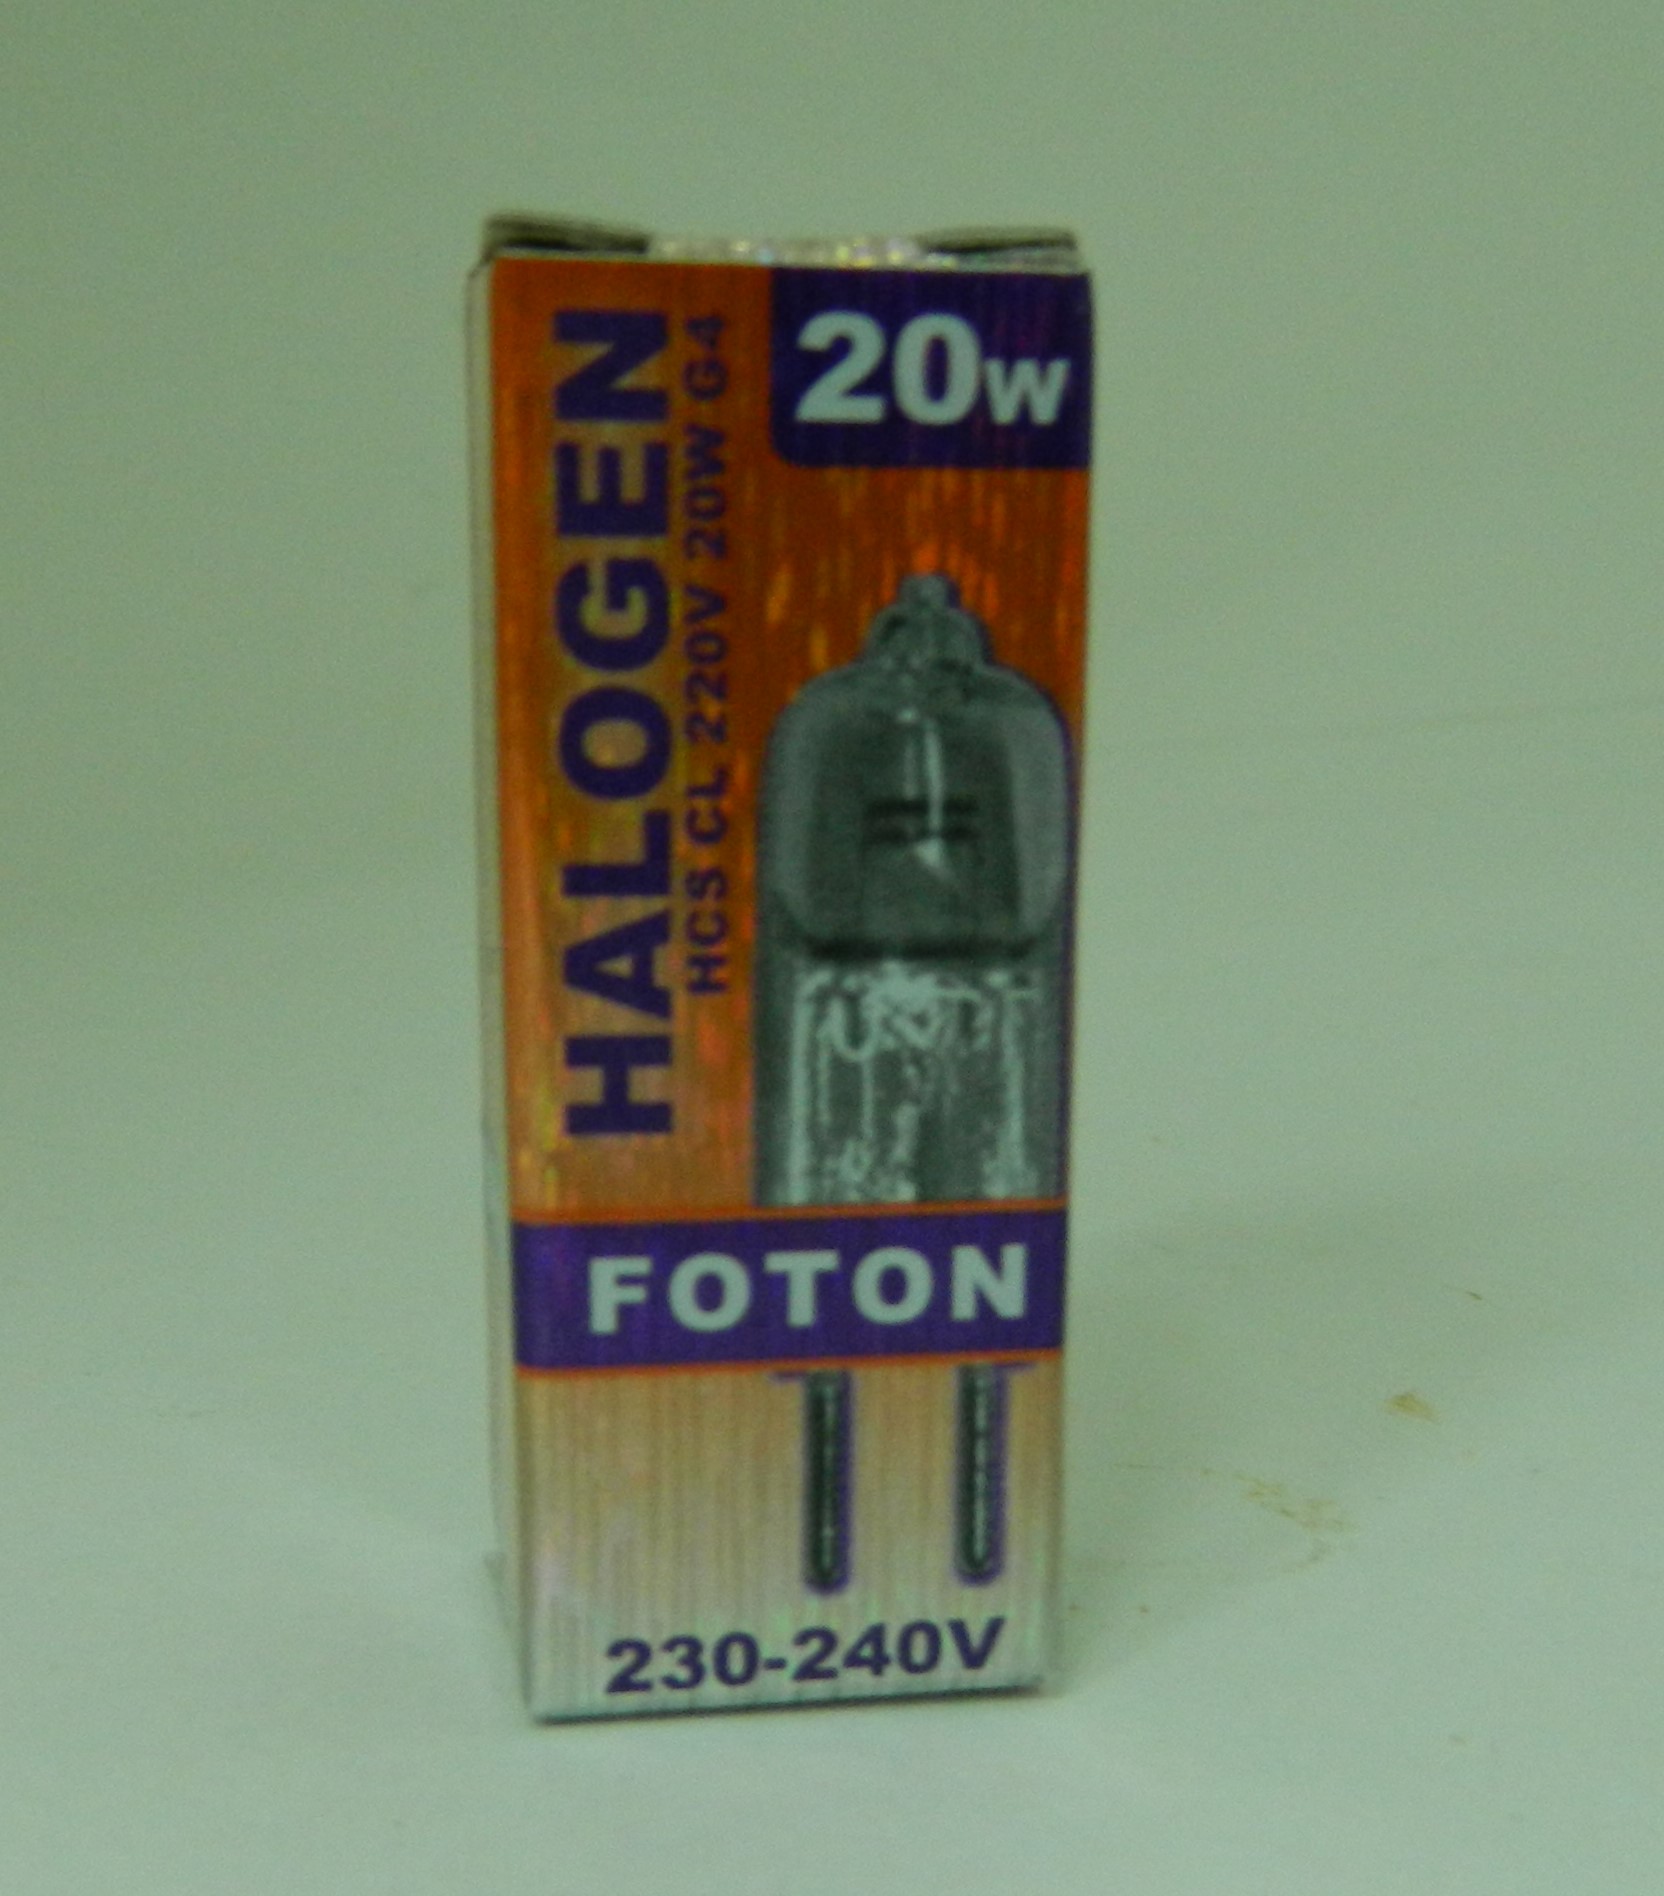 20W
HALOGEN
HCS CL 220V 20W G4
FOTON
230-240V